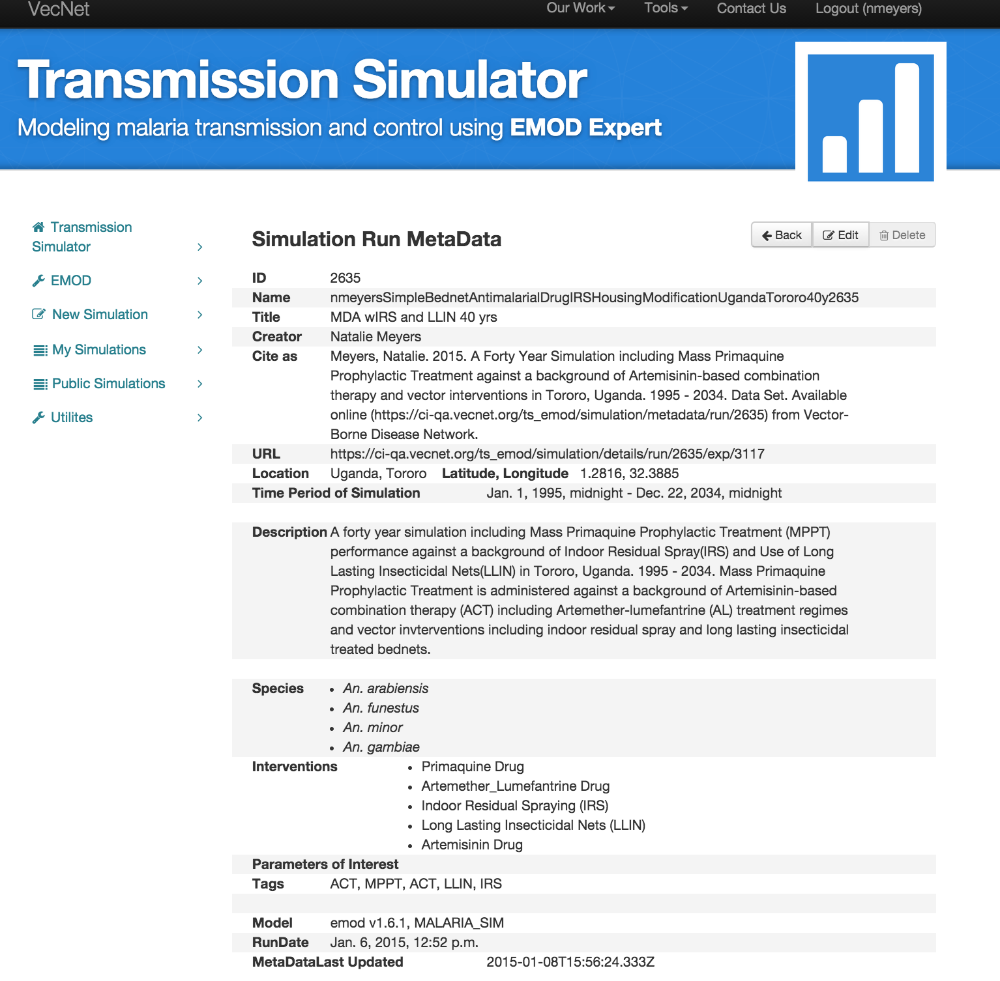 VecNet
Our Work Tools Contact Us Logout (nmeyers)
Transmission Simulator
Modeling malaria transmission and control using EMOD Expert
Transmission
Simulator
EMOD
New Simulation
My Simulations
Public Simulations
Utilites
Simulation Run MetaData
Back Edit Delete
ID 2635
Name nmeyersSimpleBednetAntimalarialDrugIRSHousingModificationUgandaTororo40y2635
Title MDA wIRS and LLIN 40 yrs
Creator Natalie Meyers
Cite as Meyers, Natalie. 2015. A Forty Year Simulation including Mass Primaquine
Prophylactic Treatment against a background of Artemisinin-based combination
therapy and vector interventions in Tororo, Uganda. 1995 - 2034. Data Set. Available
online (https://ci-qa.vecnet.org/ts_emod/simulation/metadata/run/2635) from Vector-
Borne Disease Network.
URL https://ci-qa.vecnet.org/ts_emod/simulation/details/run/2635/exp/3117
Location Uganda, Tororo Latitude, Longitude 1.2816, 32.3885
Time Period of Simulation Jan. 1, 1995, midnight - Dec. 22, 2034, midnight
Description A forty year simulation including Mass Primaquine Prophylactic Treatment (MPPT)
performance against a background of Indoor Residual Spray(IRS) and Use of Long
Lasting Insecticidal Nets(LLIN) in Tororo, Uganda. 1995 - 2034. Mass Primaquine
Prophylactic Treatment is administered against a background of Artemisinin-based
combination therapy (ACT) including Artemether-lumefantrine (AL) treatment regimes
and vector invterventions including indoor residual spray and long lasting insecticidal
treated bednets.
Species • An. arabiensis
• An. funestus
• An. minor
• An. gambiae
Interventions • Primaquine Drug
• Artemether_Lumefantrine Drug
• Indoor Residual Spraying (IRS)
• Long Lasting Insecticidal Nets (LLIN)
• Artemisinin Drug
Parameters of Interest
Tags ACT, MPPT, ACT, LLIN, IRS
Model emod v1.6.1, MALARIA_SIM
RunDate Jan. 6, 2015, 12:52 p.m.
MetaDataLast Updated 2015-01-08T15:56:24.333Z